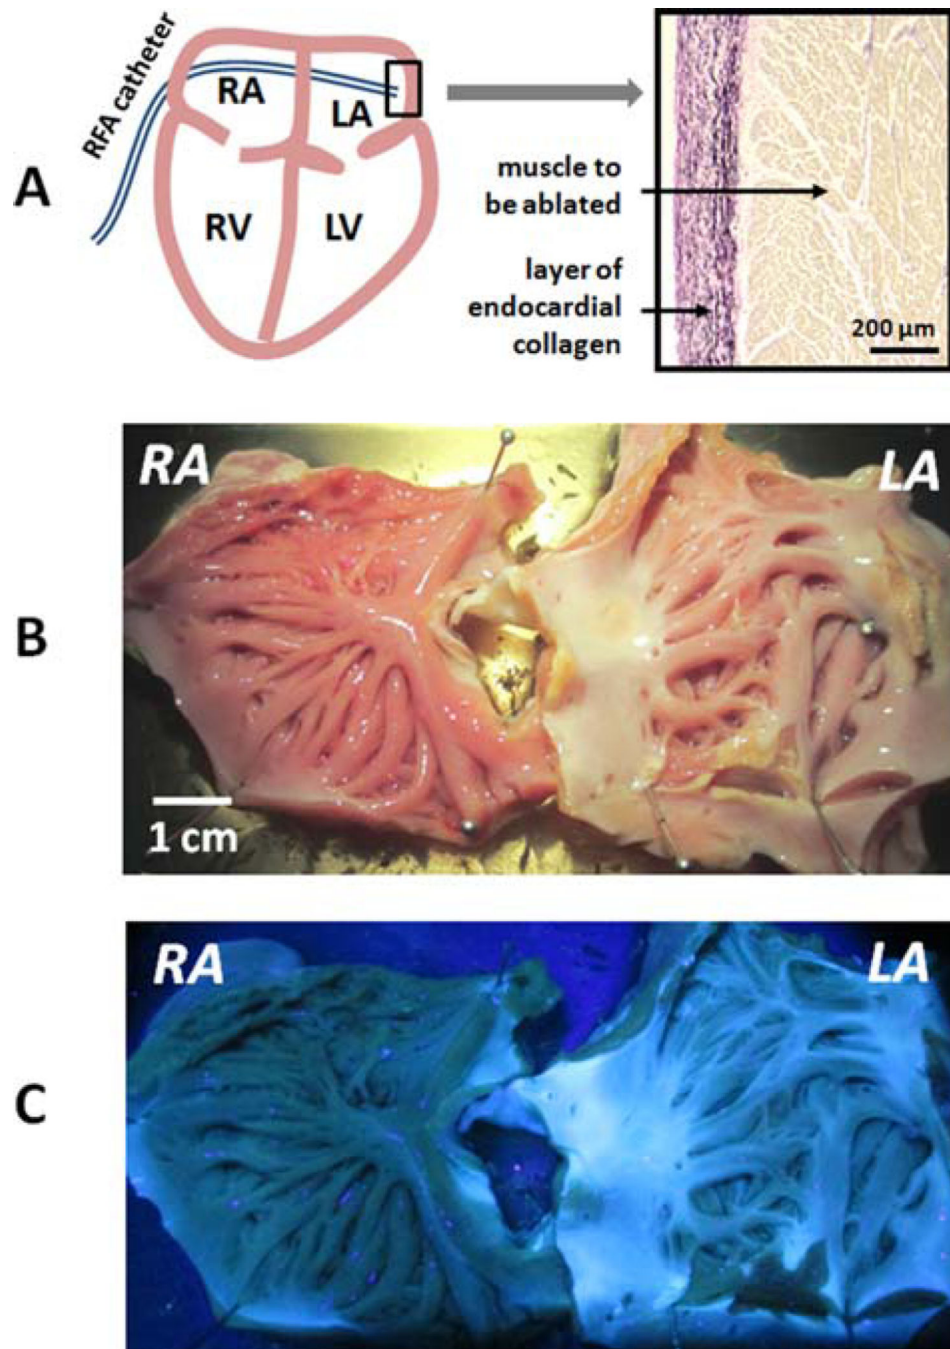 A
RFA catheter
RA
LA
RV
LV
muscle to
be ablated
layer of
endocardial
collagen
200 µm
B
RA
LA
1 cm
C
RA
LA